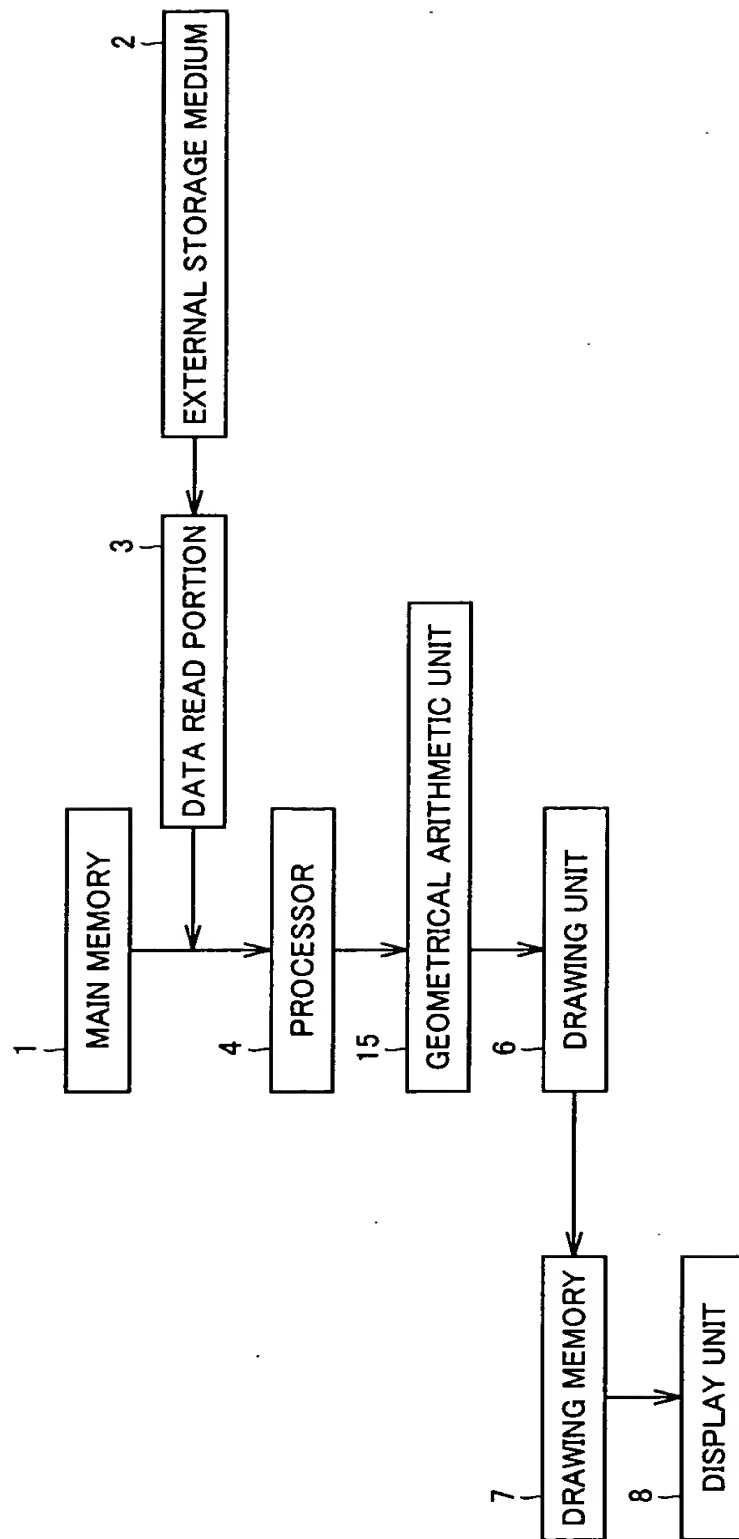 1
MAIN MEMORY
2
EXTERNAL STORAGE MEDIUM
3
DATA READ PORTION
4
PROCESSOR
15
GEOMETRICAL ARITHMETIC UNIT
6
DRAWING UNIT
7
DRAWING MEMORY
8
DISPLAY UNIT